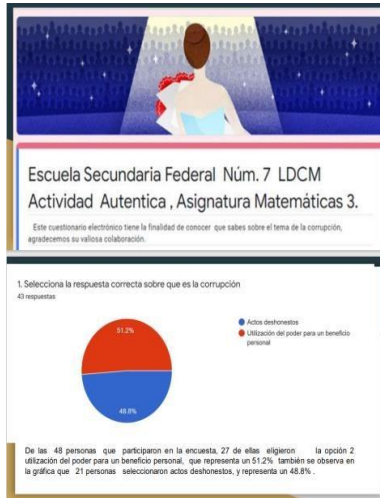 Escuela Secundaria Federal Núm. 7 LDCM
Actividad Autentica , Asignatura Matemáticas 3.
Este cuestionario electrónico tiene la finalidad de conocer que sabes sobre el tema de la corrupción,
agradecemos su valiosa colaboración.
1. Selecciona la respuesta correcta sobre que es la corrupción
43 respuestas
51.2%
48.8%
Actos deshonestos
Utilización del poder para un beneficio
personal
De las 48 personas que participaron en la encuesta, 27 de ellas eligieron la opción 2
utilización del poder para un beneficio personal, que representa un 51.2% también se observa en
la gráfica que 21 personas seleccionaron actos deshonestos, y representa un 48.8% .